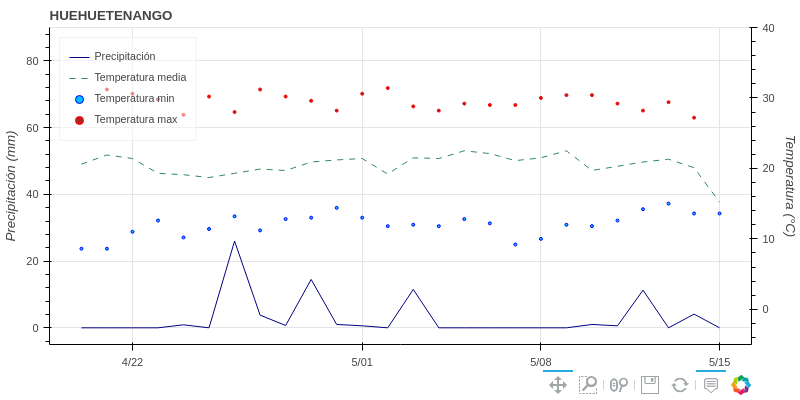 HUEHUETENANGO
Precipitación
Temperatura media
Temperatura min
Temperatura max
Precipitación (mm)
80
60
40
20
0
Temperatura (°C)
40
30
20
10
0
4/22
5/01
5/08
5/15